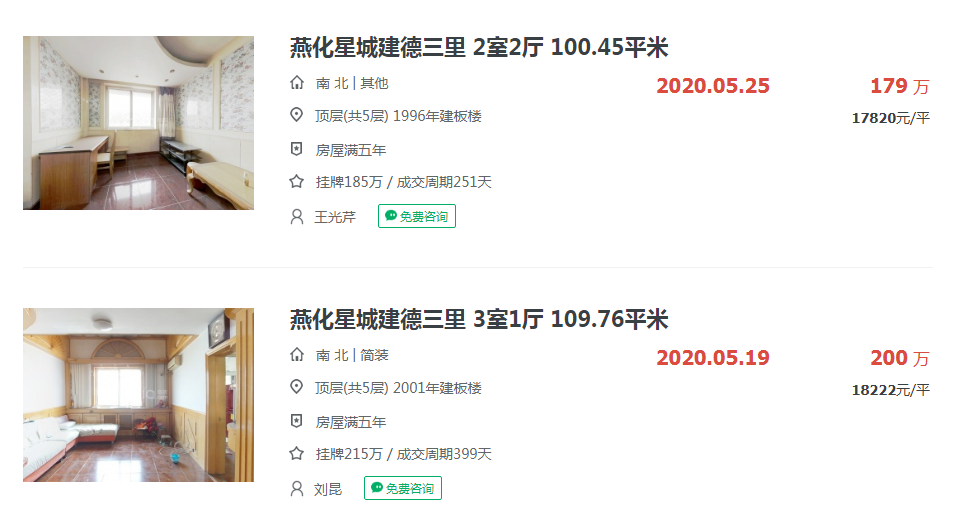 燕化星城建德三里 2室2厅 100.45平米
南 北 | 其他
2020.05.25
179 万
顶层(共5层) 1996年建板楼
17820元/平
房屋满五年
挂牌185万 / 成交周期251天
王光芹
免费咨询
燕化星城建德三里 3室1厅 109.76平米
南 北 | 简装
2020.05.19
200 万
顶层(共5层) 2001年建板楼
18222元/平
房屋满五年
挂牌215万 / 成交周期399天
刘昆
免费咨询